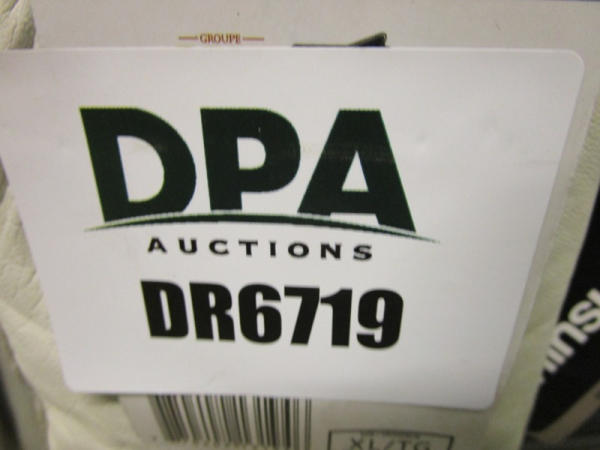 GROUPE
DPA
AUCTIONS
DR6719
XL/TG